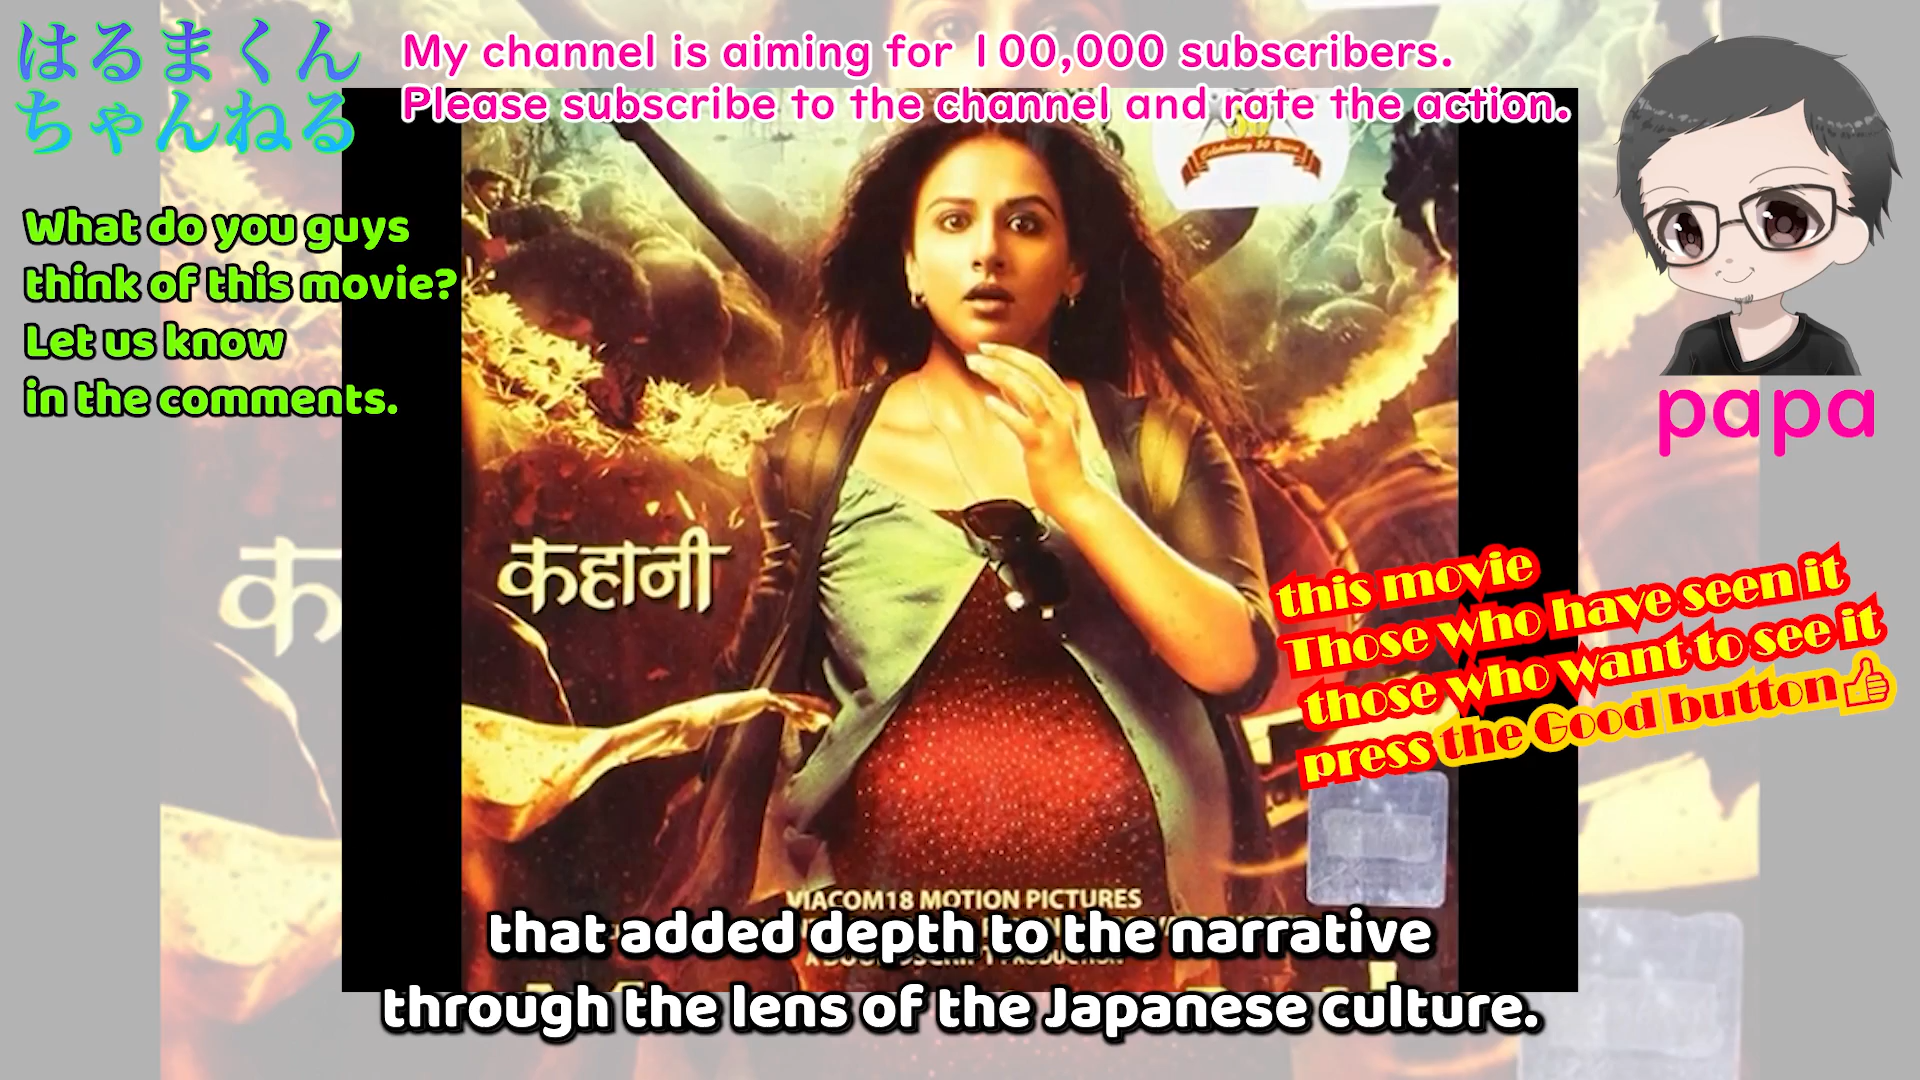 はるまくん
ちゃんねる
My channel is aiming for 100,000 subscribers.
Please subscribe to the channel and rate the action.
What do you guys
think of this movie?
Let us know
in the comments.
Celebrating 50 Years
papa
कहानी
क
this movie
Those who have seen it
those who want to see it
press the Good button👍
VIACOM18 MOTION PICTURES
that added depth to the narrative
through the lens of the Japanese culture.